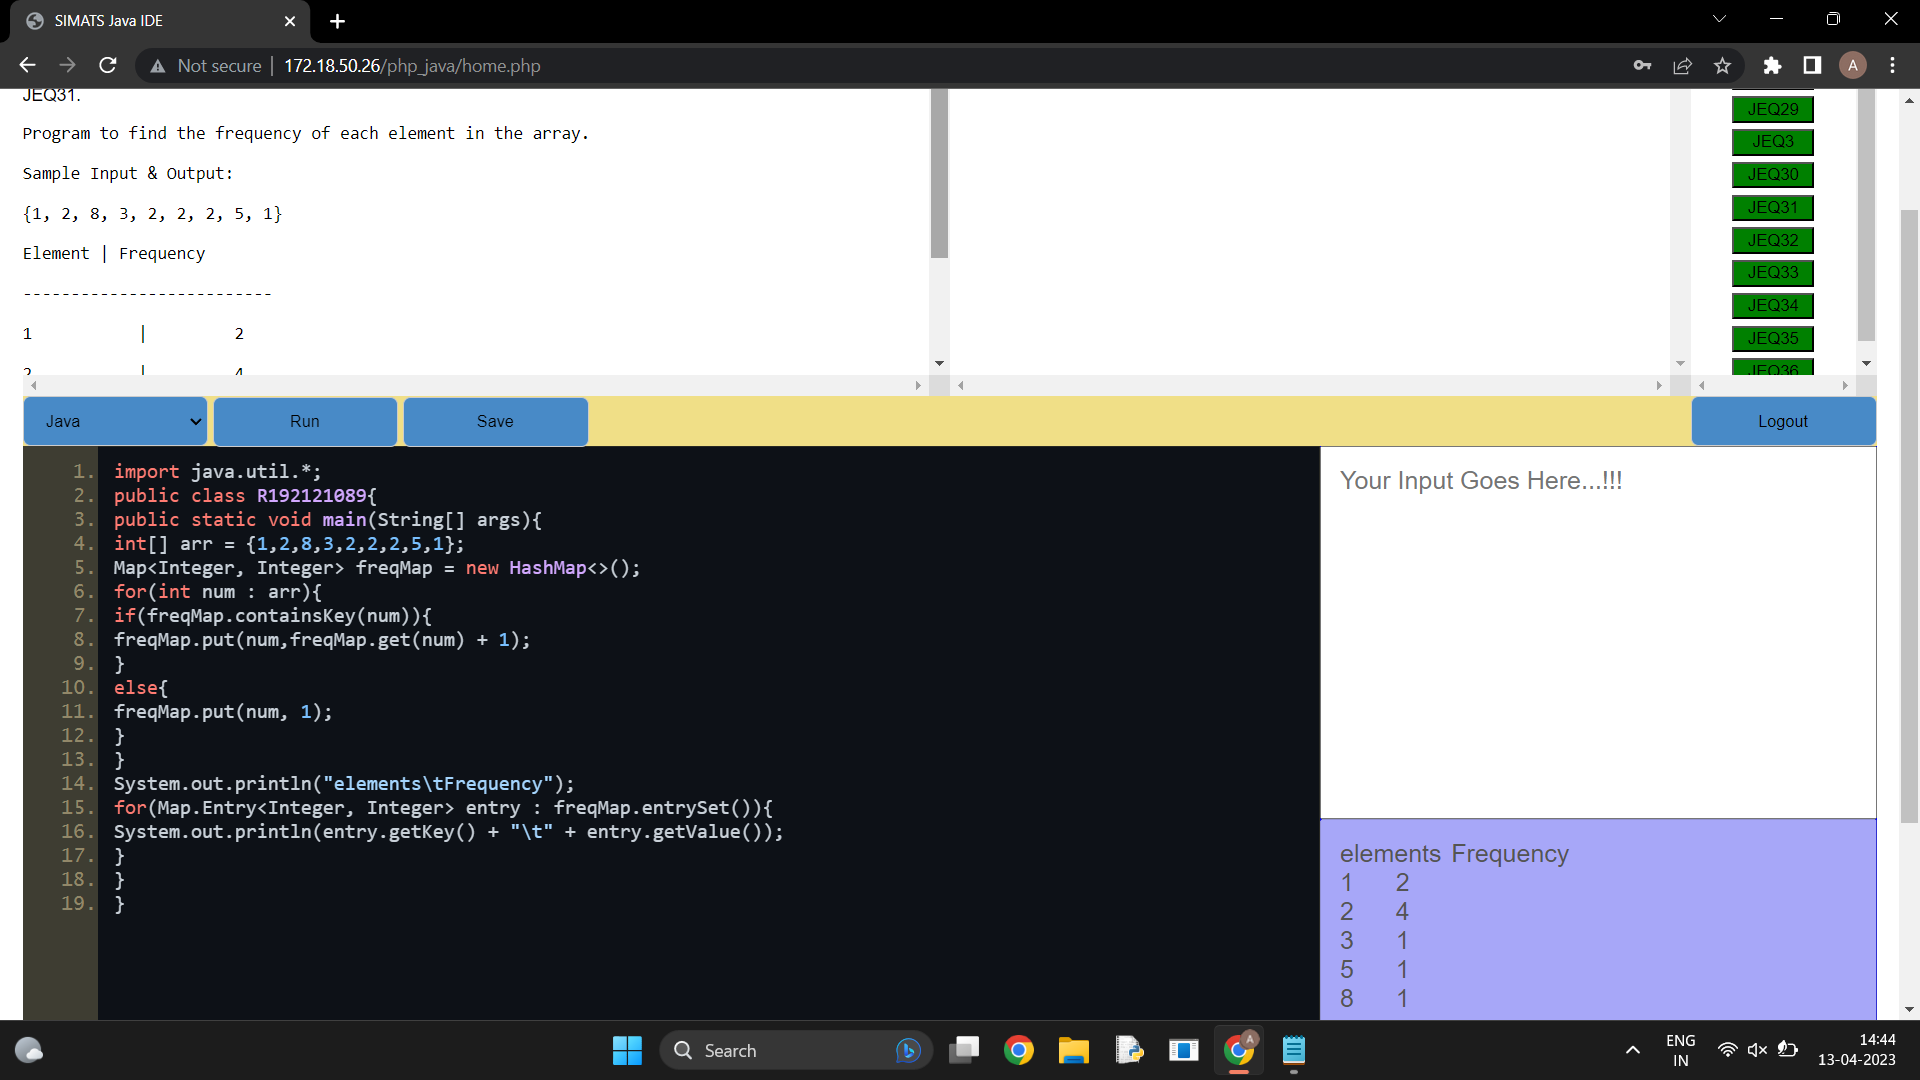 SIMATS Java IDE
Not secure | 172.18.50.26/php_java/home.php
A
JEQ31.
Program to find the frequency of each element in the array.
Sample Input & Output:
{1, 2, 8, 3, 2, 2, 2, 5, 1}
Element | Frequency
--------------------------
1 | 2
2 | 4
JEQ29
JEQ3
JEQ30
JEQ31
JEQ32
JEQ33
JEQ34
JEQ35
JEQ36
Java
Run
Save
Logout
1. import java.util.*;
2. public class R192121089{
3. public static void main(String[] args){
4. int[] arr = {1,2,8,3,2,2,2,5,1};
5. Map<Integer, Integer> freqMap = new HashMap<>();
6. for(int num : arr){
7. if(freqMap.containsKey(num)){
8. freqMap.put(num,freqMap.get(num) + 1);
9. }
10. else{
11. freqMap.put(num, 1);
12. }
13. }
14. System.out.println("elements\tFrequency");
15. for(Map.Entry<Integer, Integer> entry : freqMap.entrySet()){
16. System.out.println(entry.getKey() + "\t" + entry.getValue());
17. }
18. }
19. }
Your Input Goes Here...!!!
elements Frequency
1 2
2 4
3 1
5 1
8 1
Search
A
ENG
IN
14:44
13-04-2023